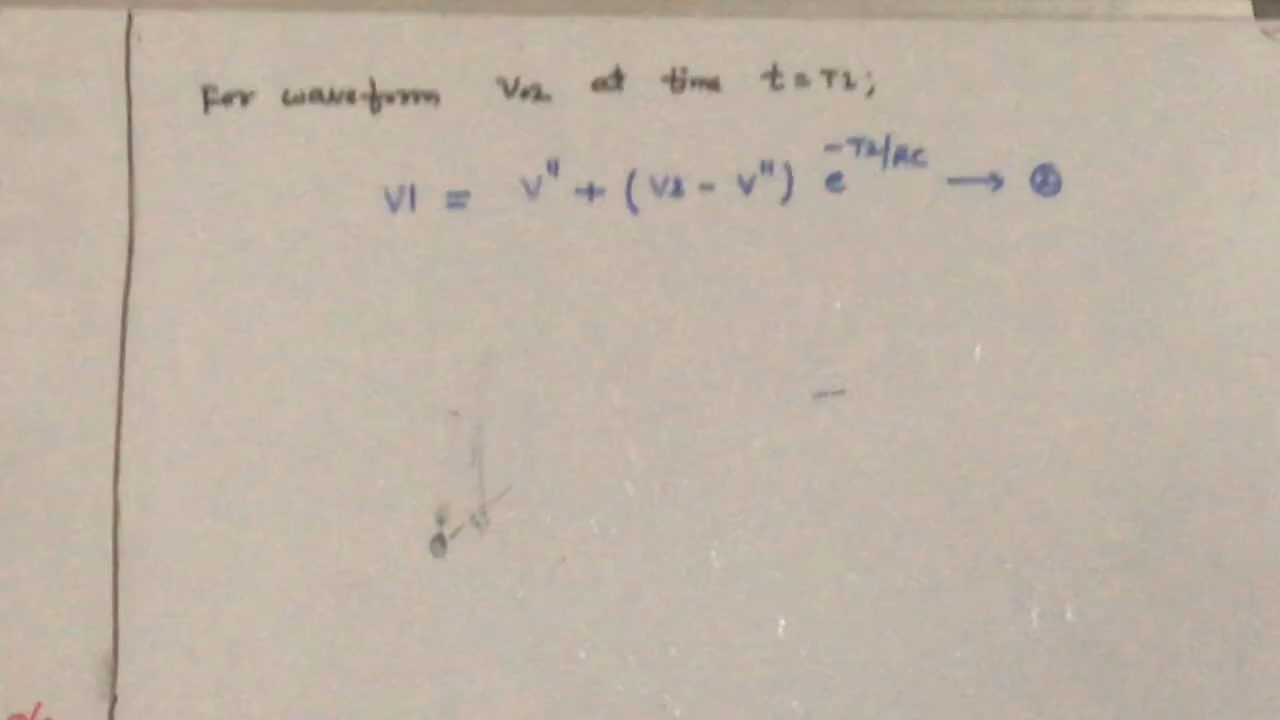 For waveform Vo2 at time t = T2;
V1 = V" + (V2 - V") e^-T2/RC → ②